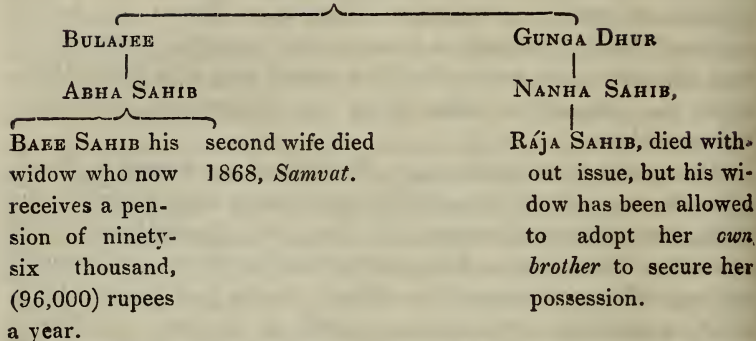 BULAJEE
ABHA SAHIB
BAEE SAHIB his
widow who now
receives a pen-
sion of ninety-
six thousand,
(96,000) rupees
a year.
second wife died
1868, Samvat.
GUNGA DHUR
NANHA SAHIB,
RÁJA SAHIB, died with-
out issue, but his wi-
dow has been allowed
to adopt her own
brother to secure her
possession.